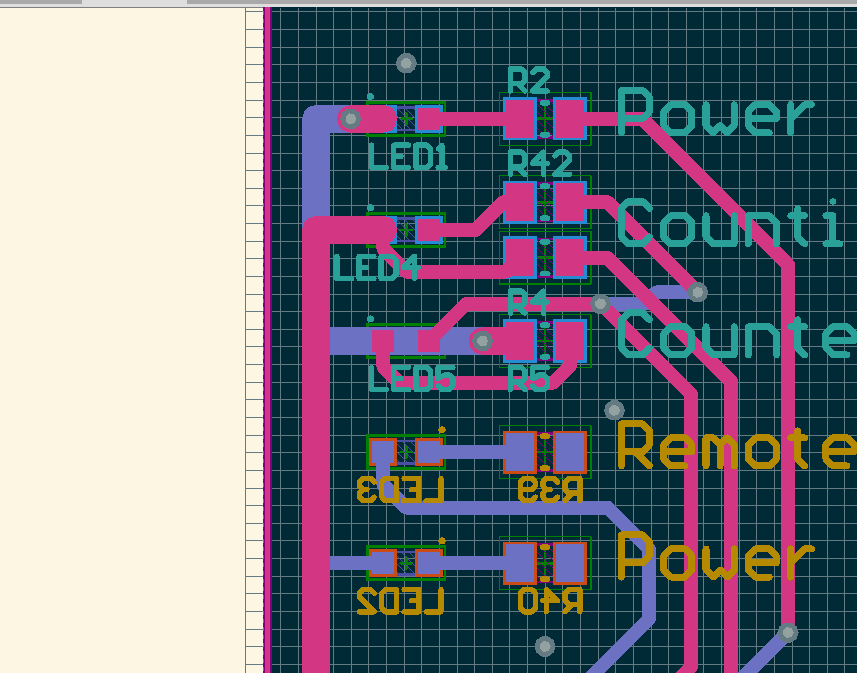 R2
Power
LED1
R42
Counti
LED4
R4
Counte
LED5
R5
Remote
LED3
R39
Power
LED2
R40